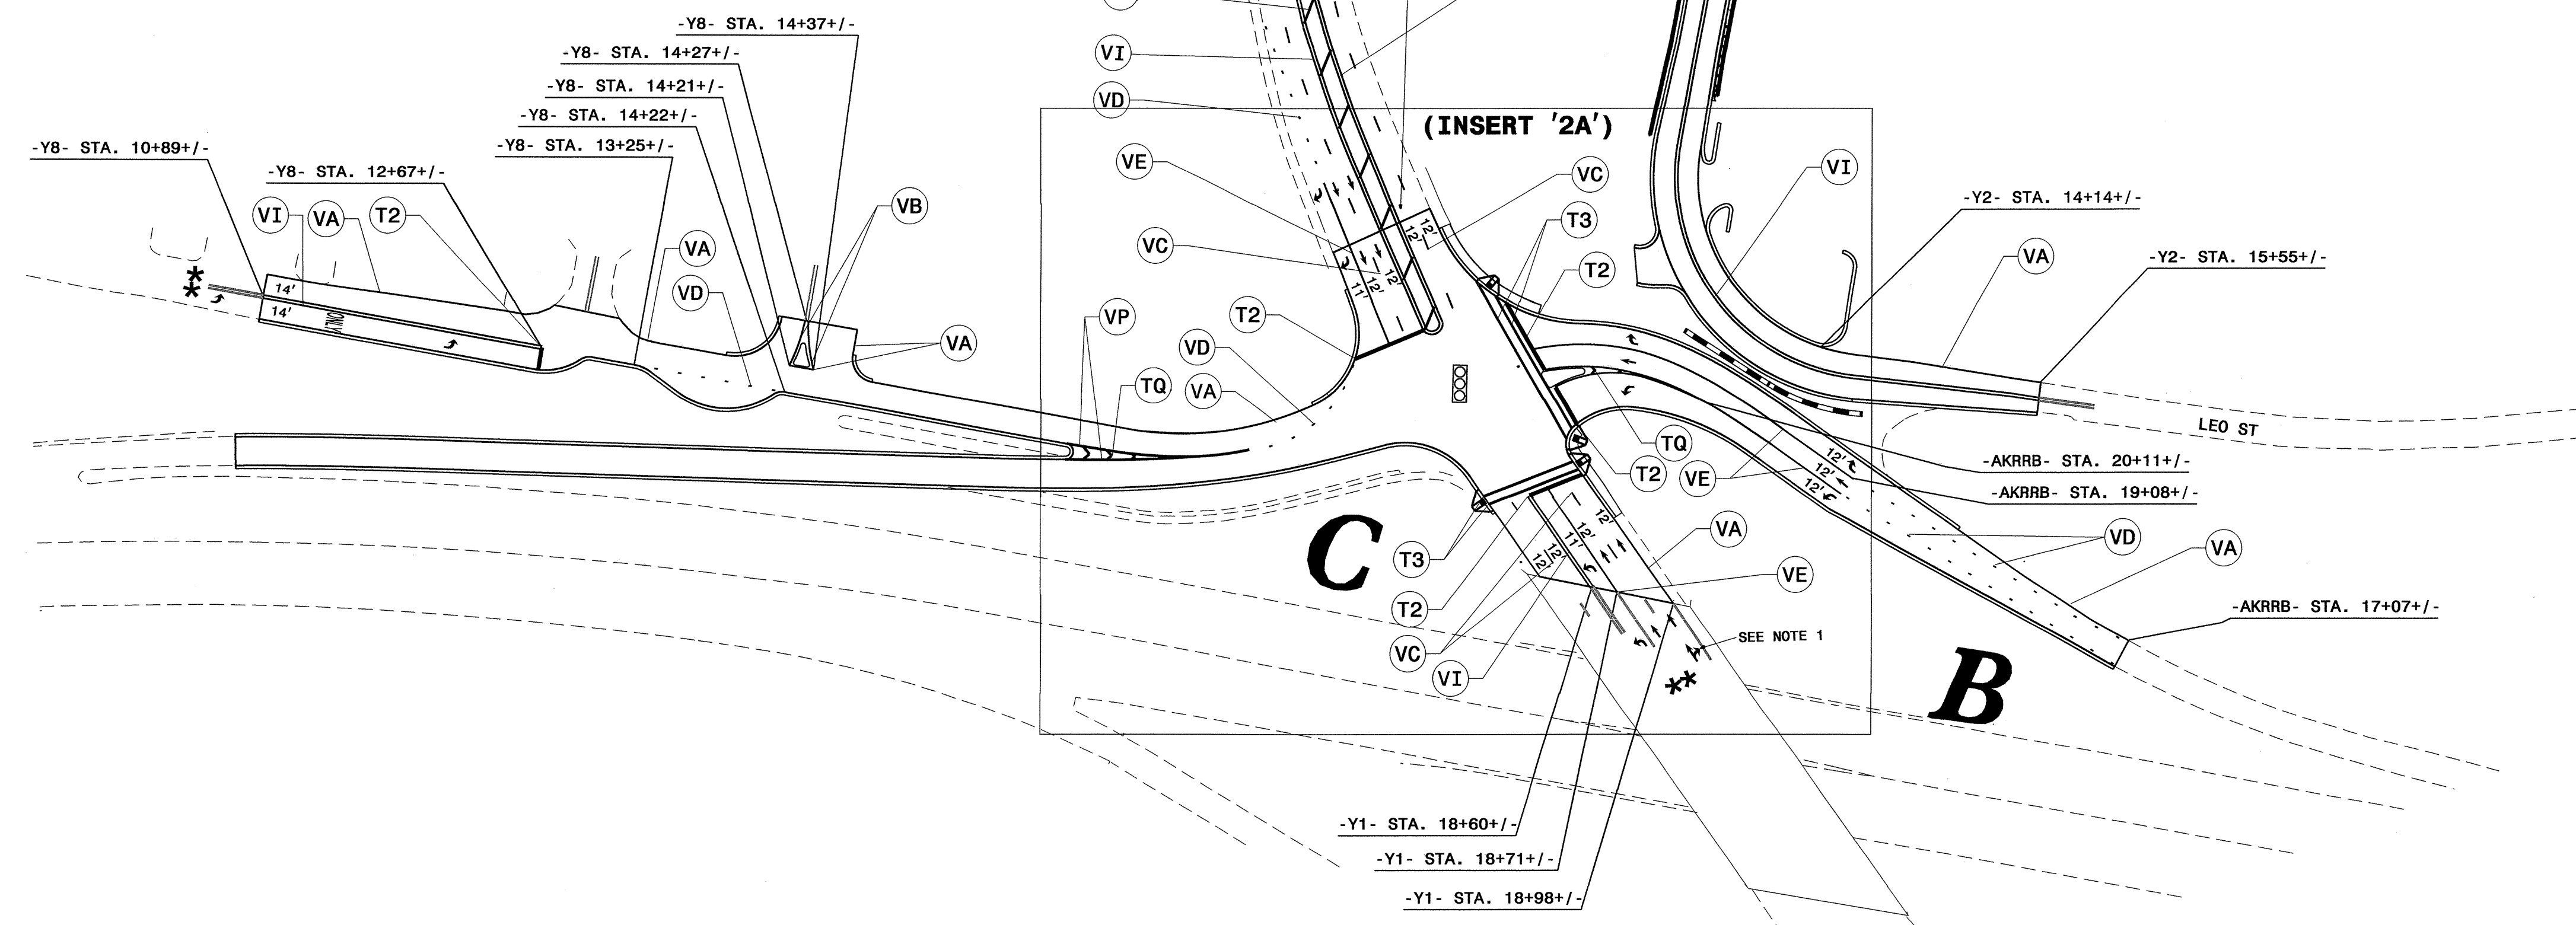 -Y8- STA. 14+37+/-
-Y8- STA. 14+27+/-
-Y8- STA. 14+21+/-
-Y8- STA. 14+22+/-
-Y8- STA. 13+25+/-
-Y8- STA. 10+89+/-
-Y8- STA. 12+67+/-
VI
VA
T2
VB
VA
VD
VA
14'
14'
ONLY
**
VI
VD
(INSERT '2A')
VE
VC
VI
VC
T3
T2
12'
12'
12'
12'
11'
-Y2- STA. 14+14+/-
VA
-Y2- STA. 15+55+/-
VP
T2
VD
TQ
VA
LEO ST
TQ
T2
VE
12'
12'
12'
-AKRRB- STA. 20+11+/-
-AKRRB- STA. 19+08+/-
C
12'
12'
11'
12'
12'
VA
VD
VA
T3
VE
T2
-AKRRB- STA. 17+07+/-
SEE NOTE 1
VC
VI
**
B
-Y1- STA. 18+60+/-
-Y1- STA. 18+71+/-
-Y1- STA. 18+98+/-